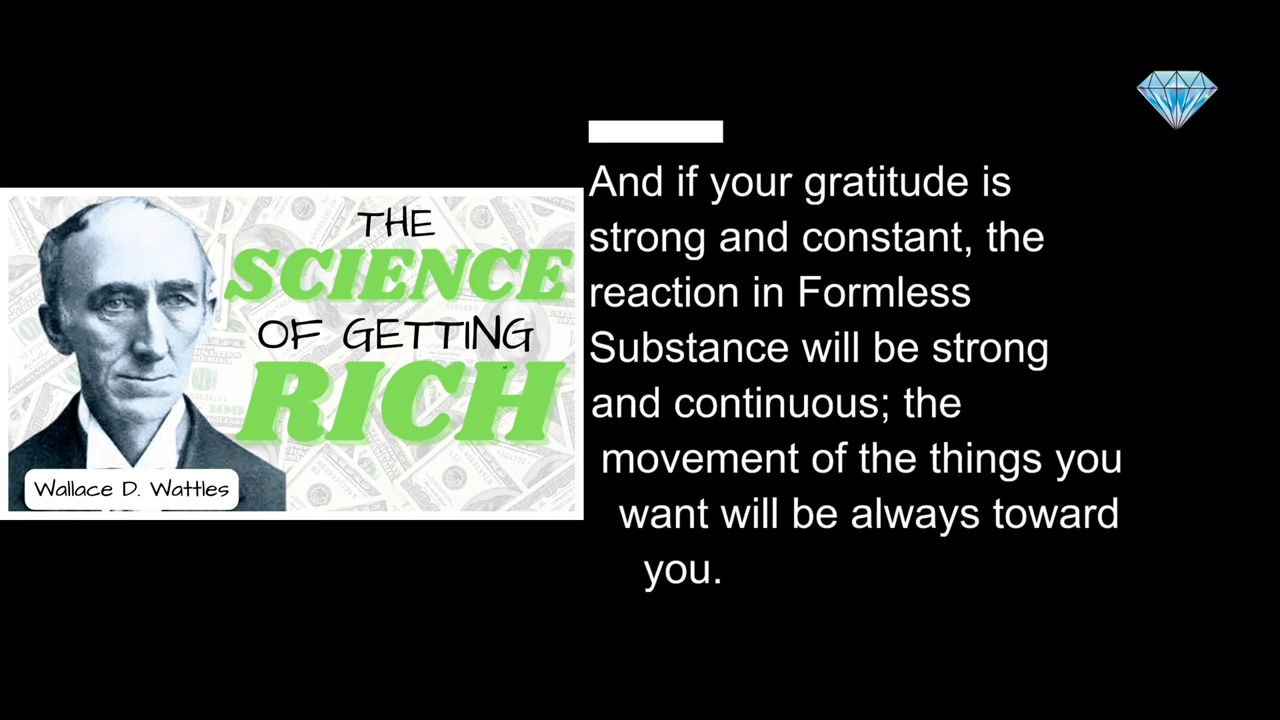 THE
SCIENCE
OF GETTING
RICH
Wallace D. Wattles
And if your gratitude is
strong and constant, the
reaction in Formless
Substance will be strong
and continuous; the
movement of the things you
want will be always toward
you.